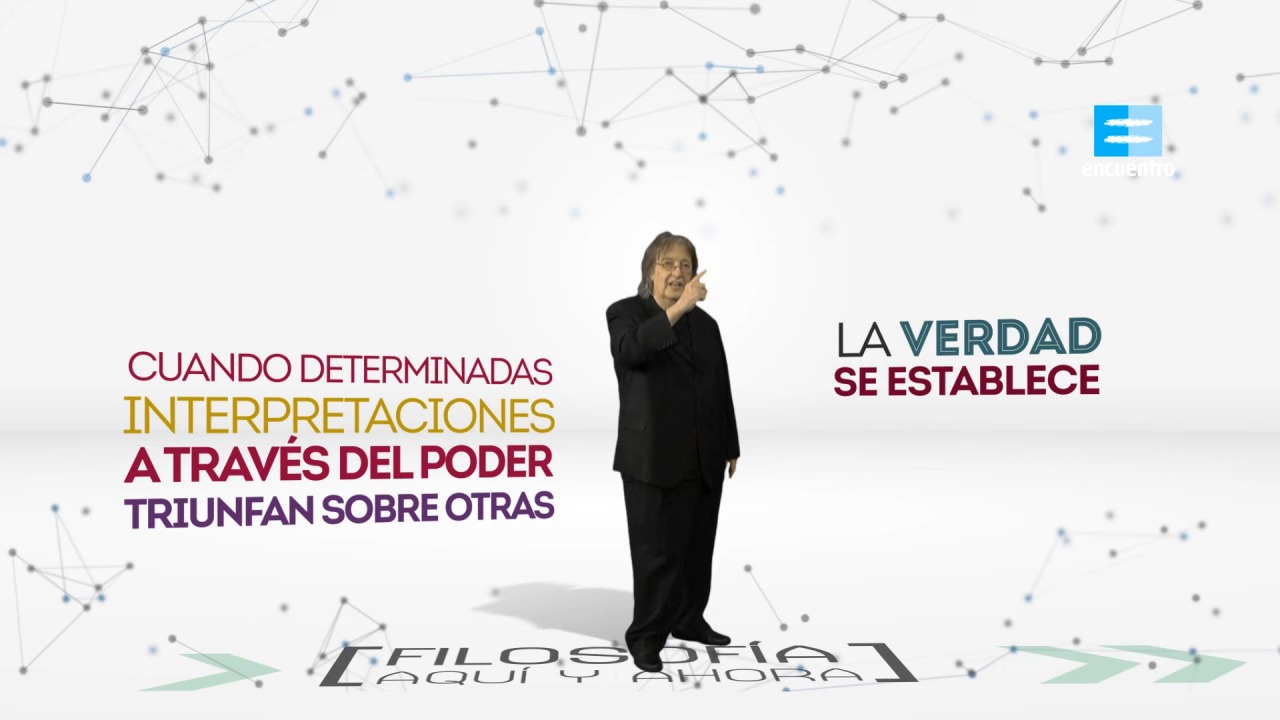 encuentro
CUANDO DETERMINADAS
INTERPRETACIONES
A TRAVÉS DEL PODER
TRIUNFAN SOBRE OTRAS
LA VERDAD
SE ESTABLECE
[FILOSOFÍA
AQUÍ Y AHORA]